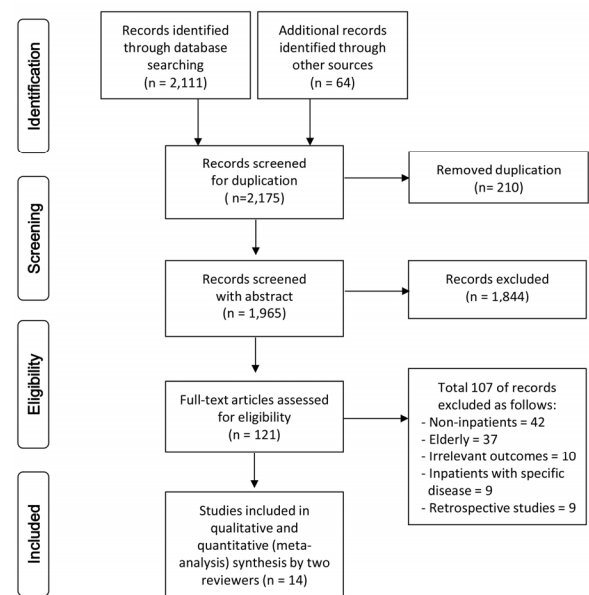 Identification
Records identified
through database
searching
(n = 2,111)
Additional records
identified through
other sources
(n = 64)
Records screened
for duplication
( n=2,175)
Removed duplication
(n= 210)
Screening
Records screened
with abstract
(n = 1,965)
Records excluded
(n = 1,844)
Eligibility
Full-text articles assessed
for eligibility
(n = 121)
Total 107 of records
excluded as follows:
- Non-inpatients = 42
- Elderly = 37
- Irrelevant outcomes = 10
- Inpatients with specific
disease = 9
- Retrospective studies = 9
Included
Studies included in
qualitative and
quantitative (meta-
analysis) synthesis by two
reviewers (n = 14)